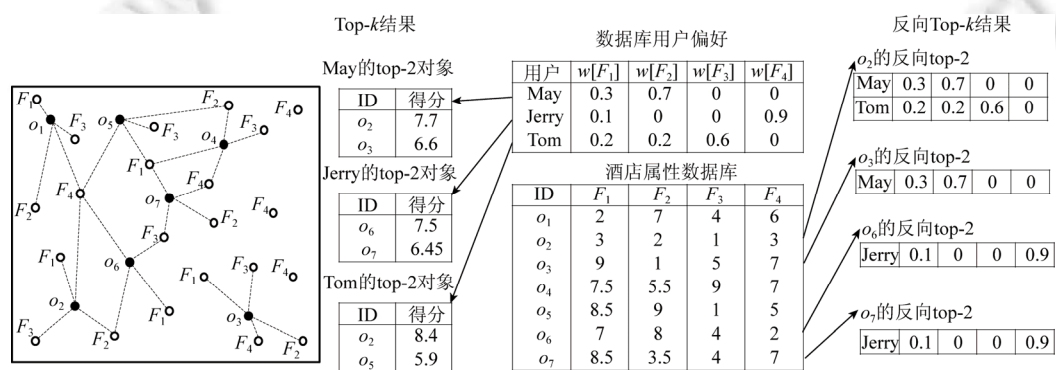 Top-k结果
数据库用户偏好
反向Top-k结果
May的top-2对象
ID 得分
o2 7.7
o3 6.6
Jerry的top-2对象
ID 得分
o6 7.5
o7 6.45
Tom的top-2对象
ID 得分
o2 8.4
o5 5.9
用户 w[F1] w[F2] w[F3] w[F4]
May 0.3 0.7 0 0
Jerry 0.1 0 0 0.9
Tom 0.2 0.2 0.6 0
酒店属性数据库
ID F1 F2 F3 F4
o1 2 7 4 6
o2 3 2 1 3
o3 9 1 5 7
o4 7.5 5.5 9 7
o5 8.5 9 1 5
o6 7 8 4 2
o7 8.5 3.5 4 7
o2的反向top-2
May 0.3 0.7 0 0
Tom 0.2 0.2 0.6 0
o3的反向top-2
May 0.3 0.7 0 0
o6的反向top-2
Jerry 0.1 0 0 0.9
o7的反向top-2
Jerry 0.1 0 0 0.9
F1
F2
F4
o1
F3
o5
F3
o4
F3
F1
F4
F4
o7
F2
F2
F4
F3
F1
o6
F1
F3
F4
o2
F1
o3
F3
F2
F4
F2